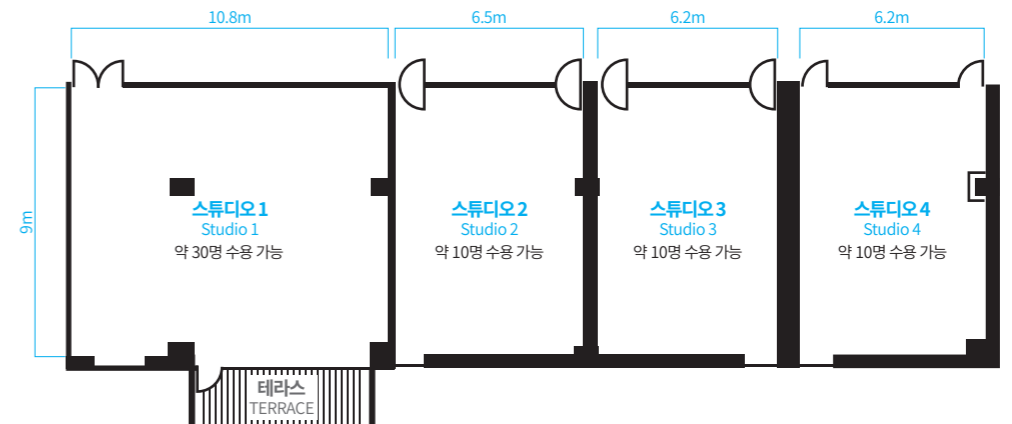 10.8m
6.5m
6.2m
6.2m
9m
스튜디오 1
Studio 1
약 30명 수용 가능
스튜디오 2
Studio 2
약 10명 수용 가능
스튜디오 3
Studio 3
약 10명 수용 가능
스튜디오 4
Studio 4
약 10명 수용 가능
테라스
TERRACE